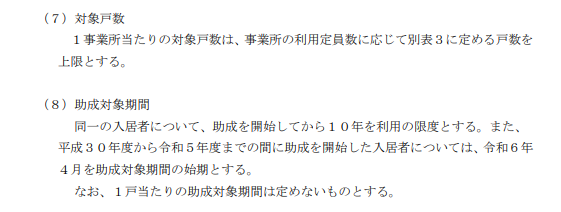 （７）対象戸数
１事業所当たりの対象戸数は、事業所の利用定員数に応じて別表３に定める戸数を
上限とする。
（８）助成対象期間
同一の入居者について、助成を開始してから１０年を利用の限度とする。また、
平成３０年度から令和５年度までの間に助成を開始した入居者については、令和６年
４月を助成対象期間の始期とする。
なお、１戸当たりの助成対象期間は定めないものとする。